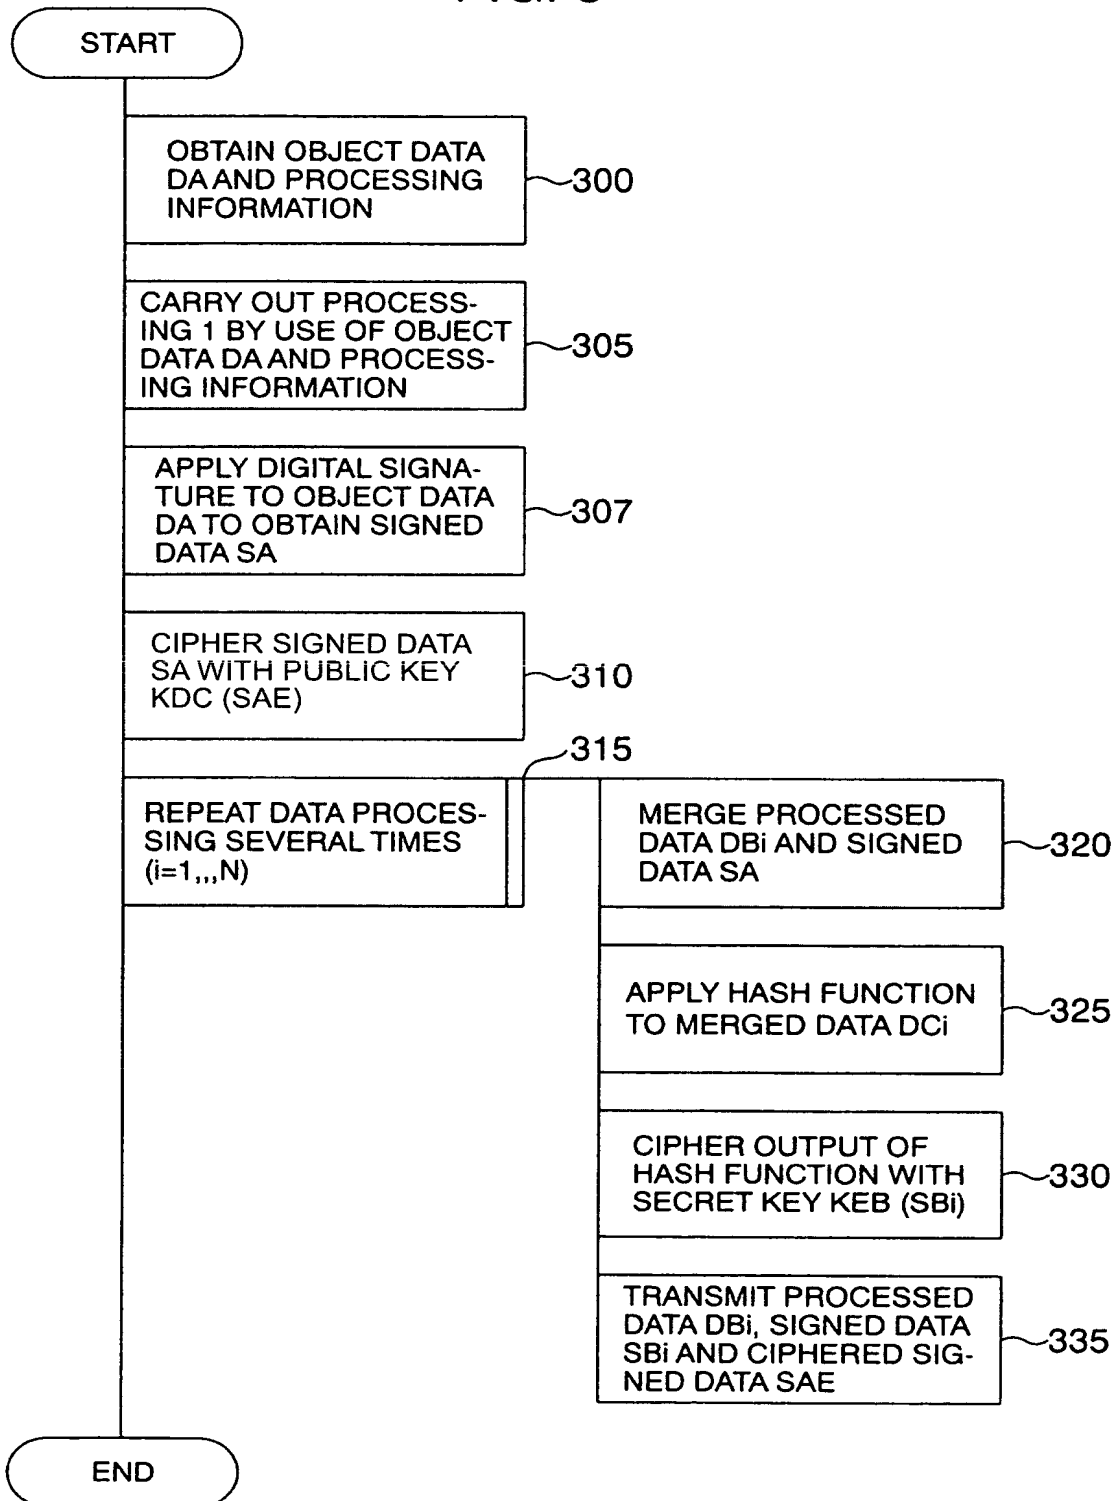 START
OBTAIN OBJECT DATA
DA AND PROCESSING
INFORMATION
300
CARRY OUT PROCESS-
ING 1 BY USE OF OBJECT
DATA DA AND PROCESS-
ING INFORMATION
305
APPLY DIGITAL SIGNA-
TURE TO OBJECT DATA
DA TO OBTAIN SIGNED
DATA SA
307
CIPHER SIGNED DATA
SA WITH PUBLIC KEY
KDC (SAE)
310
315
REPEAT DATA PROCES-
SING SEVERAL TIMES
(i=1,,,N)
MERGE PROCESSED
DATA DBi AND SIGNED
DATA SA
320
APPLY HASH FUNCTION
TO MERGED DATA DCi
325
CIPHER OUTPUT OF
HASH FUNCTION WITH
SECRET KEY KEB (SBi)
330
TRANSMIT PROCESSED
DATA DBi, SIGNED DATA
SBi AND CIPHERED SIG-
NED DATA SAE
335
END